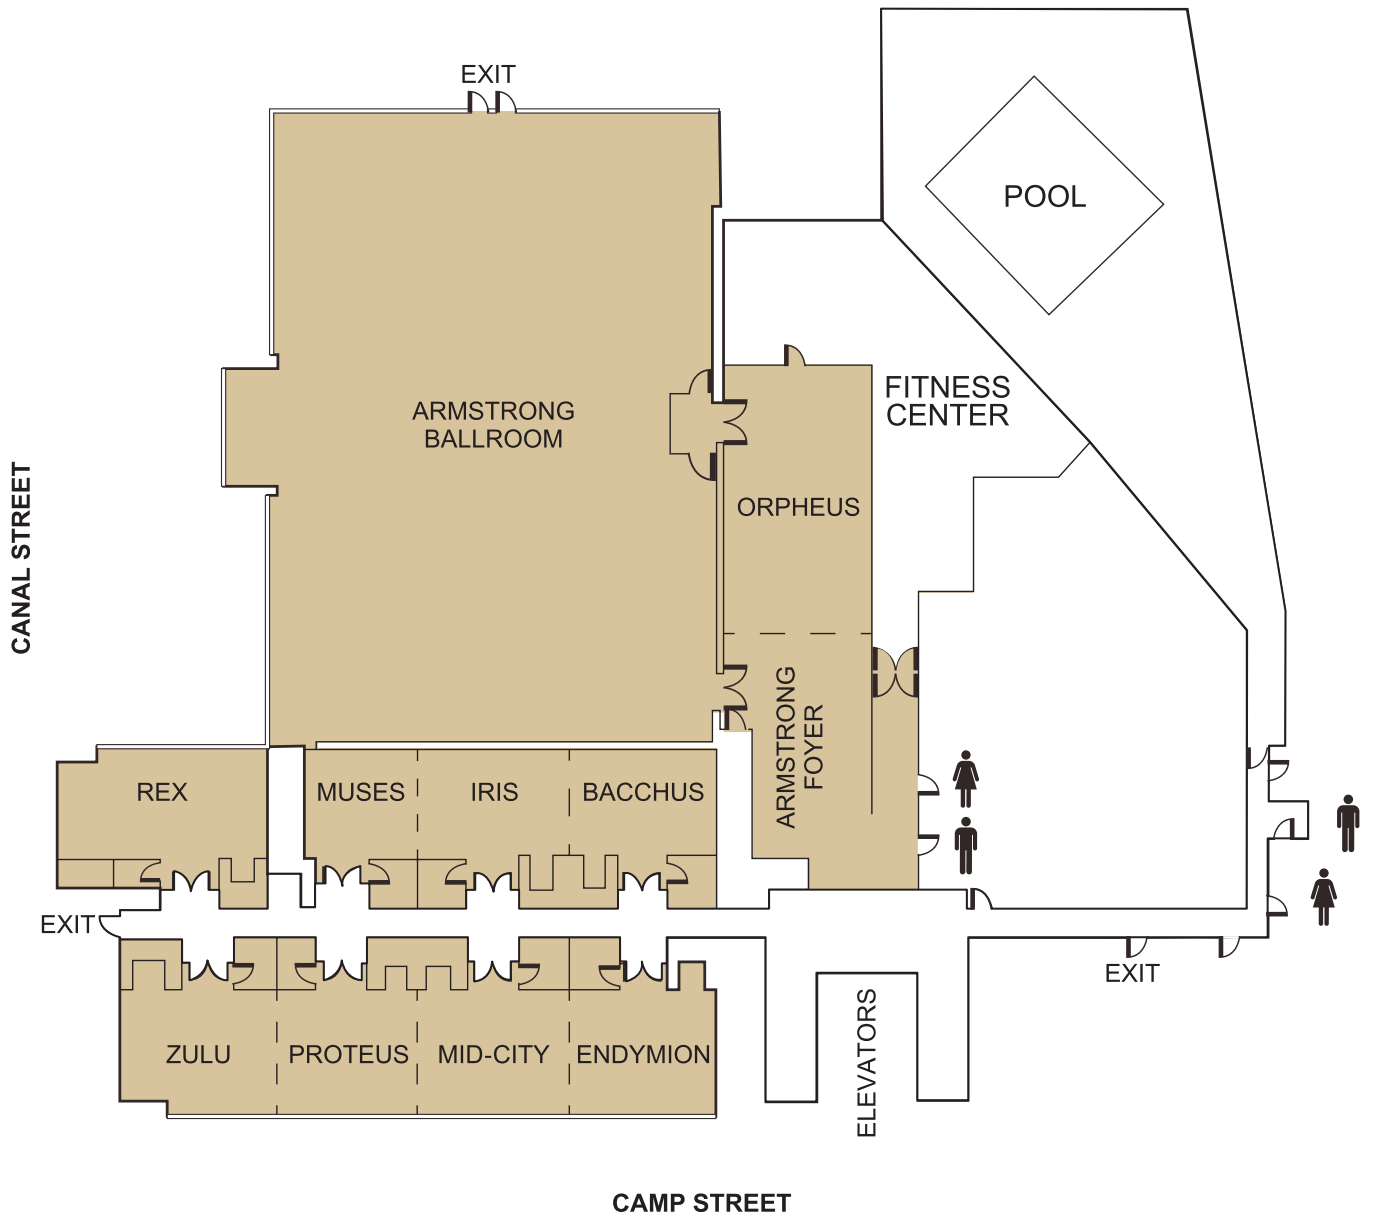 EXIT
POOL
FITNESS
CENTER
ARMSTRONG
BALLROOM
ORPHEUS
CANAL STREET
ARMSTRONG
FOYER
REX
MUSES
IRIS
BACCHUS
EXIT
EXIT
ZULU
PROTEUS
MID-CITY
ENDYMION
ELEVATORS
CAMP STREET